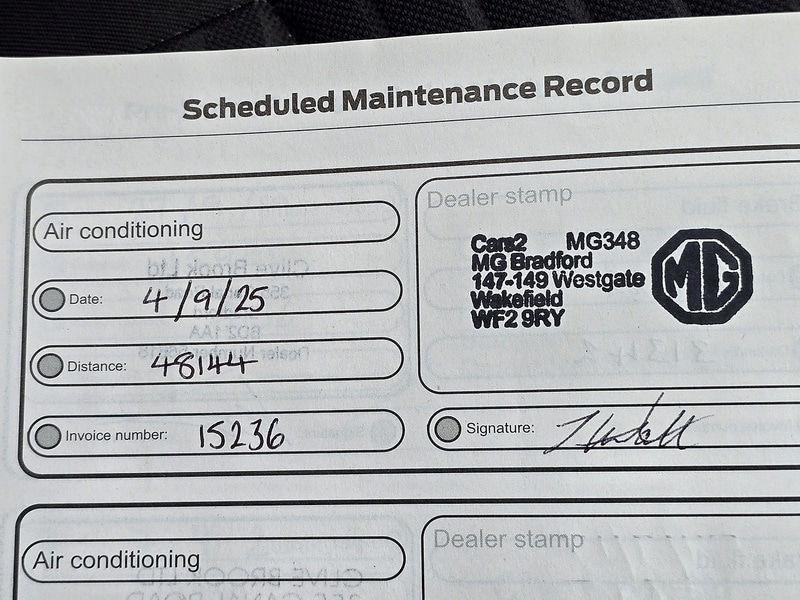 Scheduled Maintenance Record
Air conditioning
Date: 4/9/25
Distance: 48144
Invoice number: 15236
Dealer stamp
Cars2 MG348
MG Bradford
147-149 Westgate
Wakefield
WF2 9RY
MG
Signature:
Air conditioning
Dealer stamp